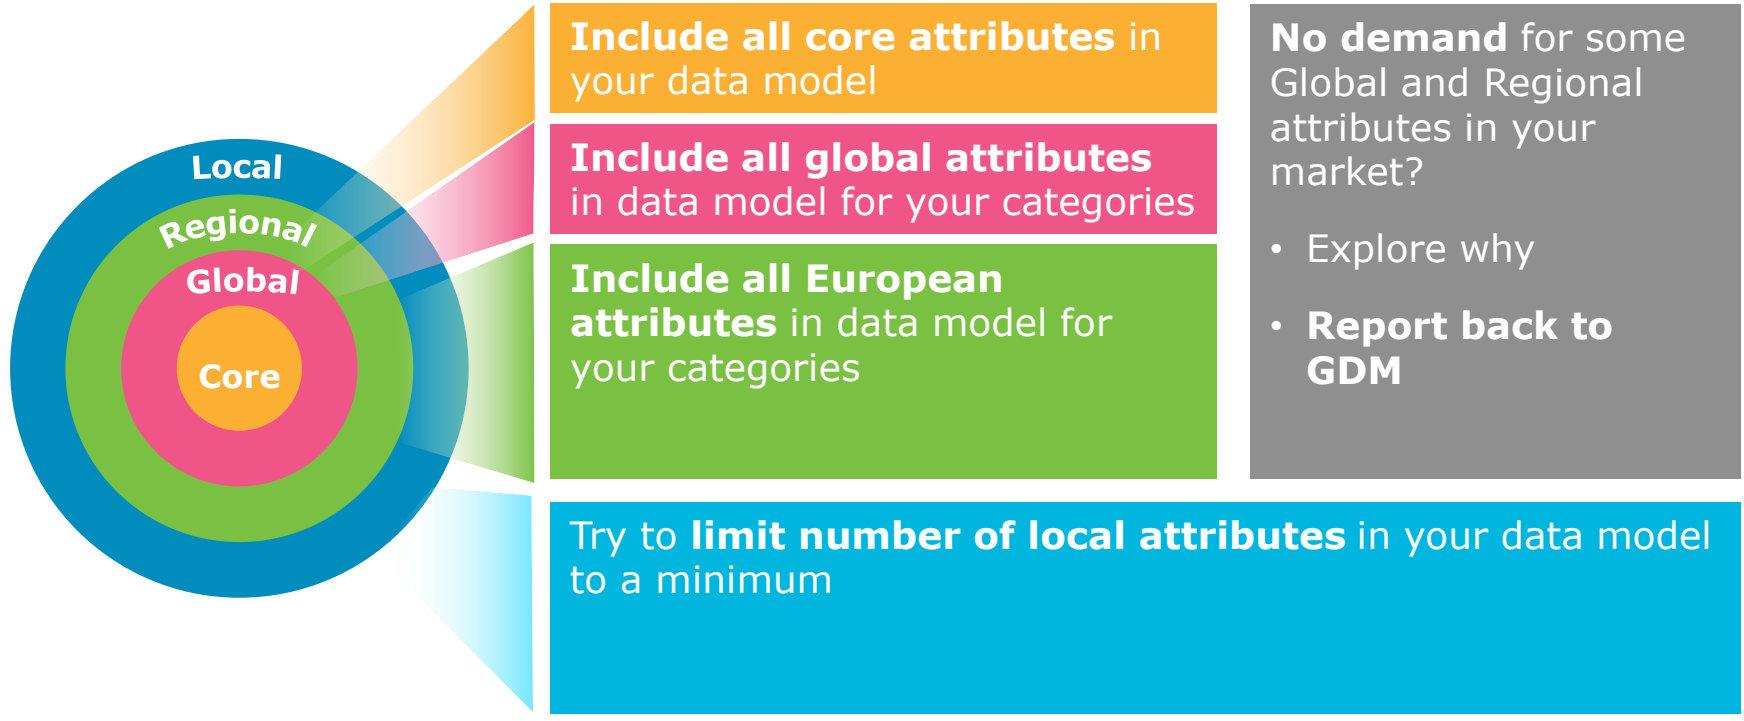 Local
Regional
Global
Core
Include all core attributes in
your data model
Include all global attributes
in data model for your categories
Include all European
attributes in data model for
your categories
No demand for some
Global and Regional
attributes in your
market?
• Explore why
• Report back to
GDM
Try to limit number of local attributes in your data model
to a minimum